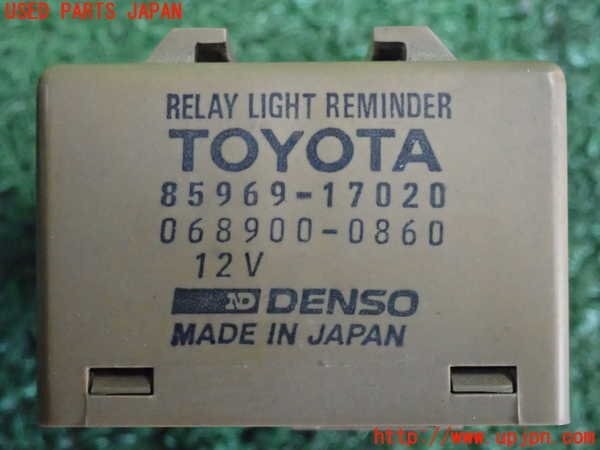 USED PARTS JAPAN
RELAY LIGHT REMINDER
TOYOTA
85969-17020
068900-0860
12V
ND DENSO
MADE IN JAPAN
http://www.upjpn.com/